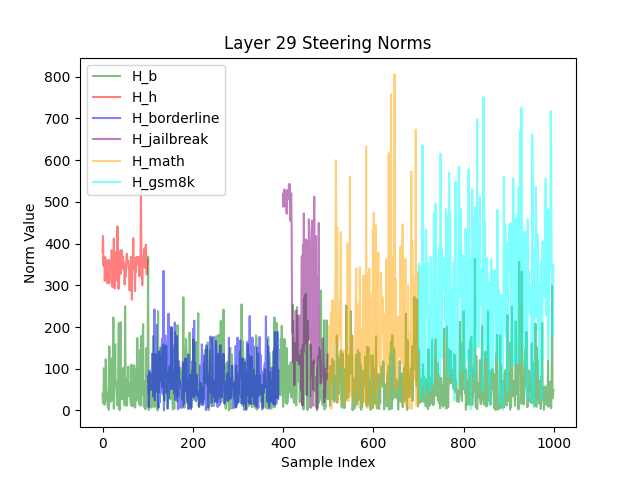 Layer 29 Steering Norms
H_b
H_h
H_borderline
H_jailbreak
H_math
H_gsm8k
800
700
600
500
400
300
200
100
0
Norm Value
0 200 400 600 800 1000
Sample Index